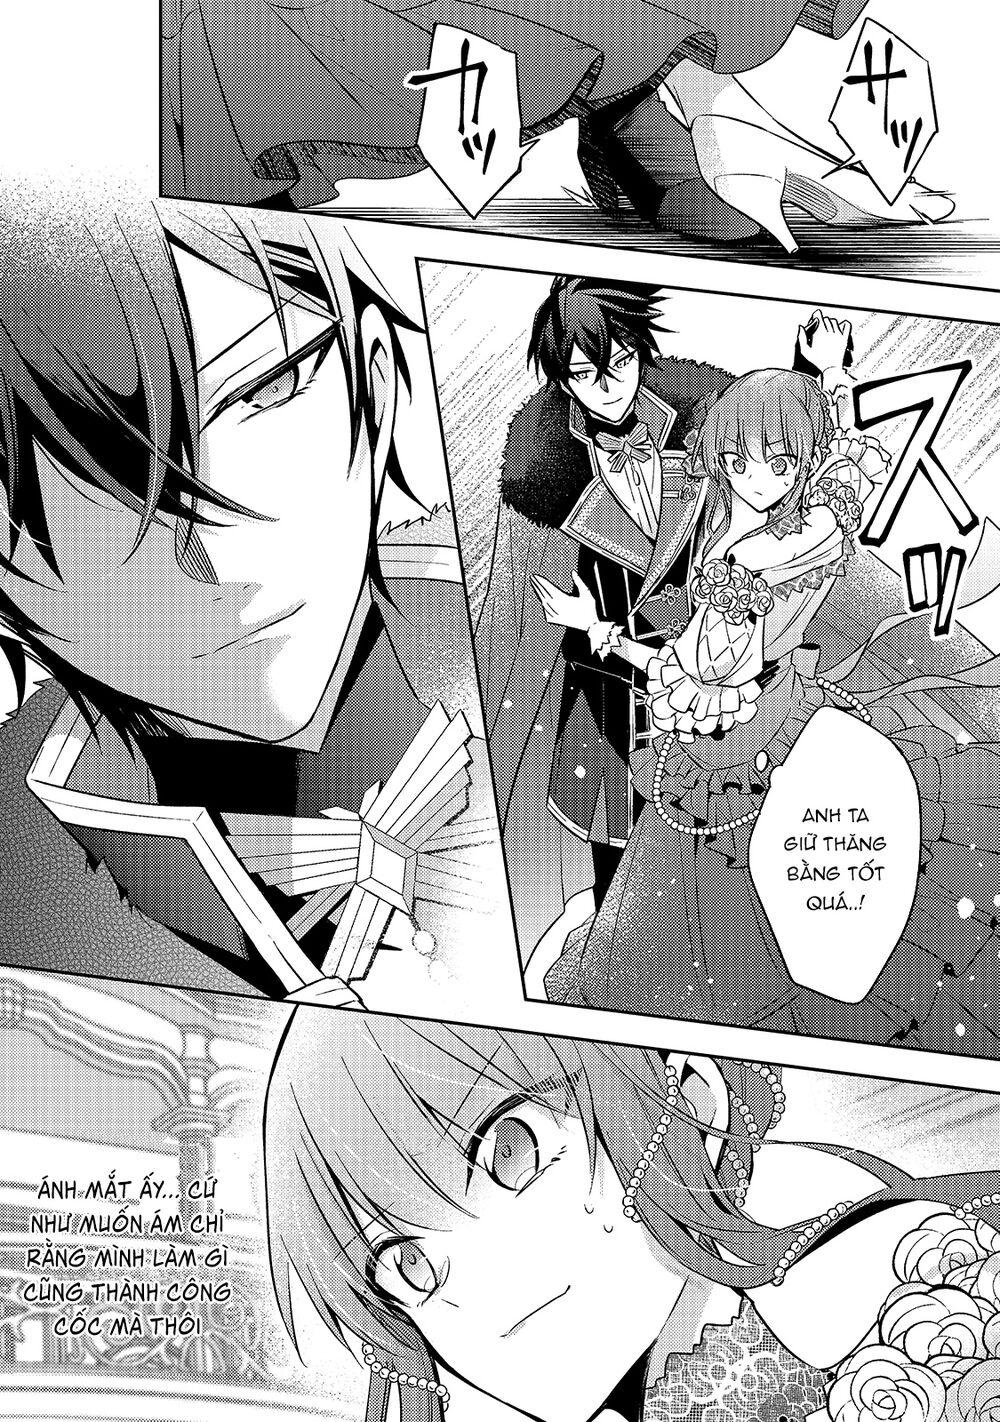 サ
ッ
カ
ッ
ス
ッ
ANH TA
GIỮ THĂNG
BẰNG TỐT
QUÁ..!
ÁNH MẮT ẤY... CỨ
NHƯ MUỐN ÁM CHỈ
RẰNG MÌNH LÀM GÌ
CŨNG THÀNH CÔNG
CỐC MÀ THÔI